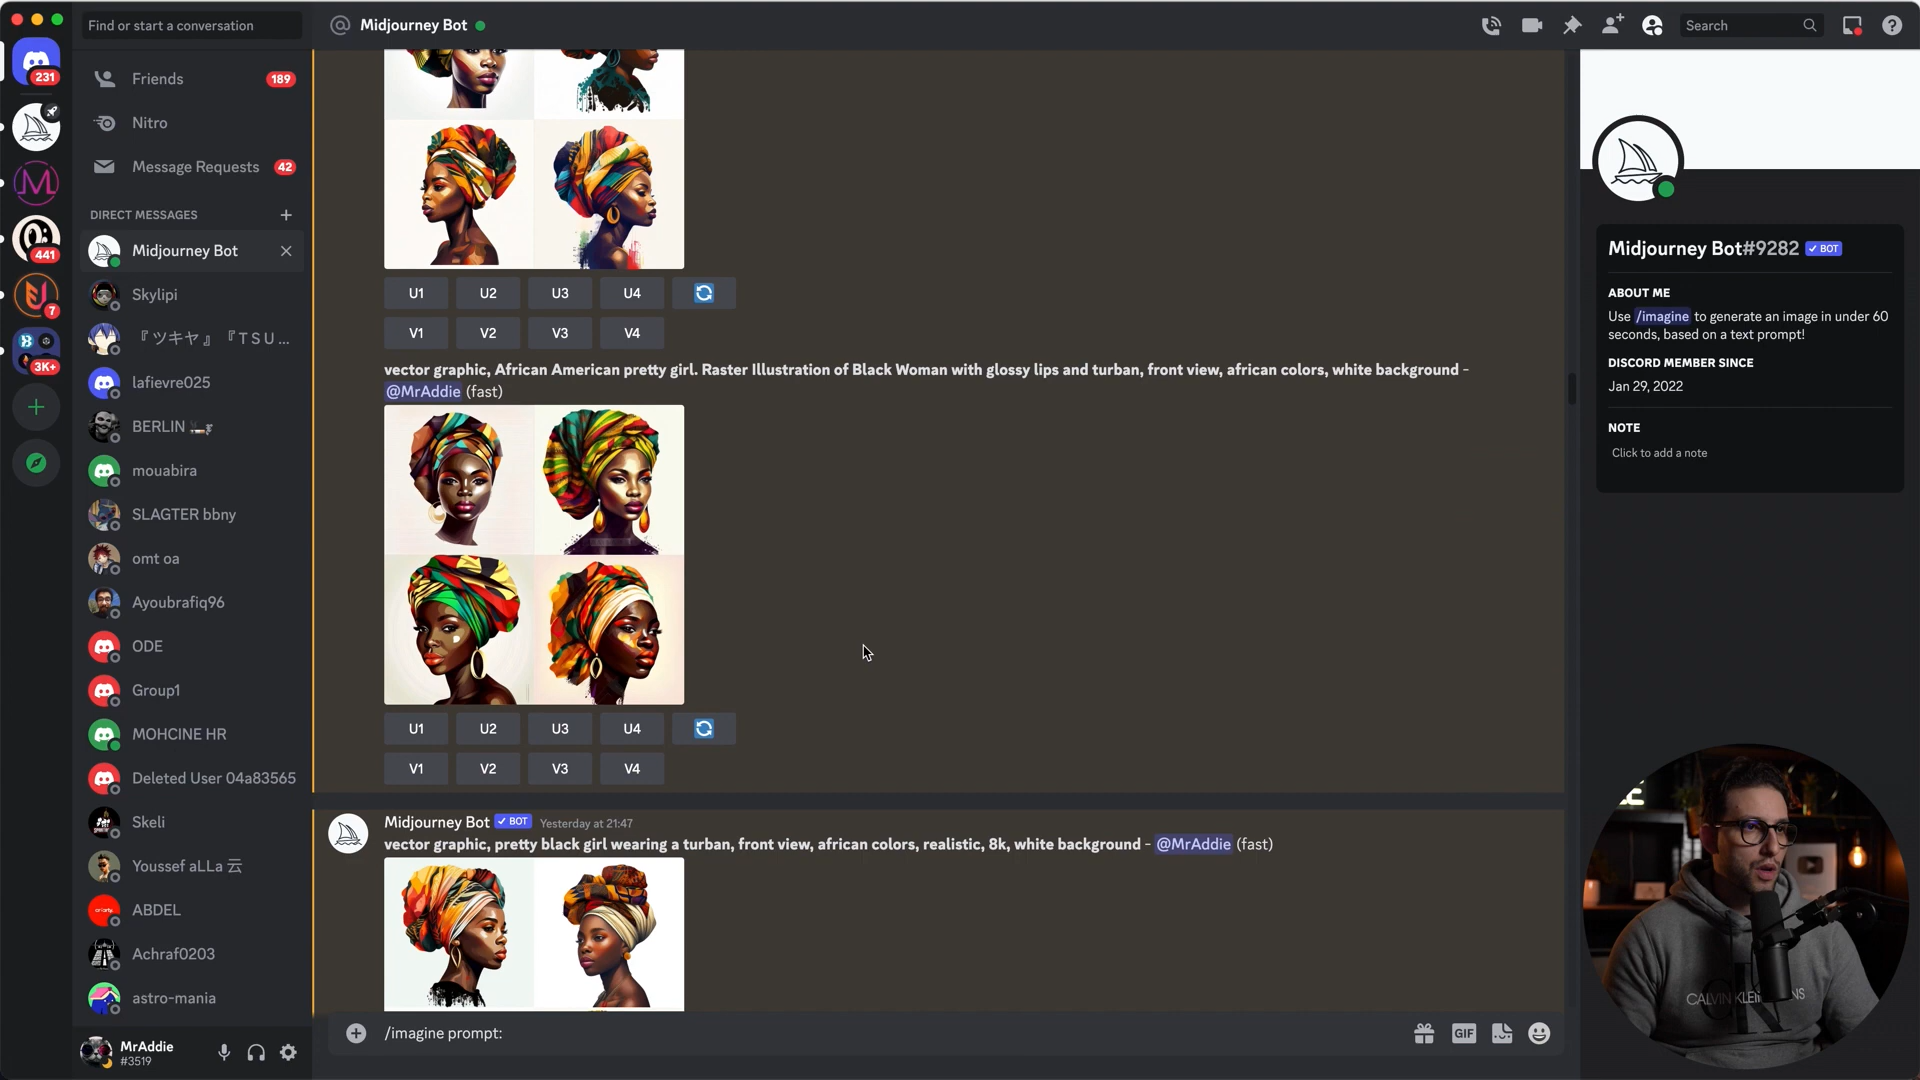 Find or start a conversation
Midjourney Bot
Search
231
Friends
189
Nitro
Message Requests
42
DIRECT MESSAGES
Midjourney Bot
441
Skylipi
7
『 ツキヤ 』 『 T S U ...
3K+
lafievre025
BERLIN
mouabira
SLAGTER bbny
omt oa
Ayoubrafiq96
ODE
Group1
MOHCINE HR
Deleted User 04a83565
Skeli
Youssef aLLa 云
ABDEL
Achraf0203
astro-mania
MrAddie
#3519
U1 U2 U3 U4
V1 V2 V3 V4
vector graphic, African American pretty girl. Raster Illustration of Black Woman with glossy lips and turban, front view, african colors, white background -
@MrAddie (fast)
U1 U2 U3 U4
V1 V2 V3 V4
Midjourney Bot BOT Yesterday at 21:47
vector graphic, pretty black girl wearing a turban, front view, african colors, realistic, 8k, white background - @MrAddie (fast)
/imagine prompt:
GIF
Midjourney Bot#9282 BOT
ABOUT ME
Use /imagine to generate an image in under 60
seconds, based on a text prompt!
DISCORD MEMBER SINCE
Jan 29, 2022
NOTE
Click to add a note